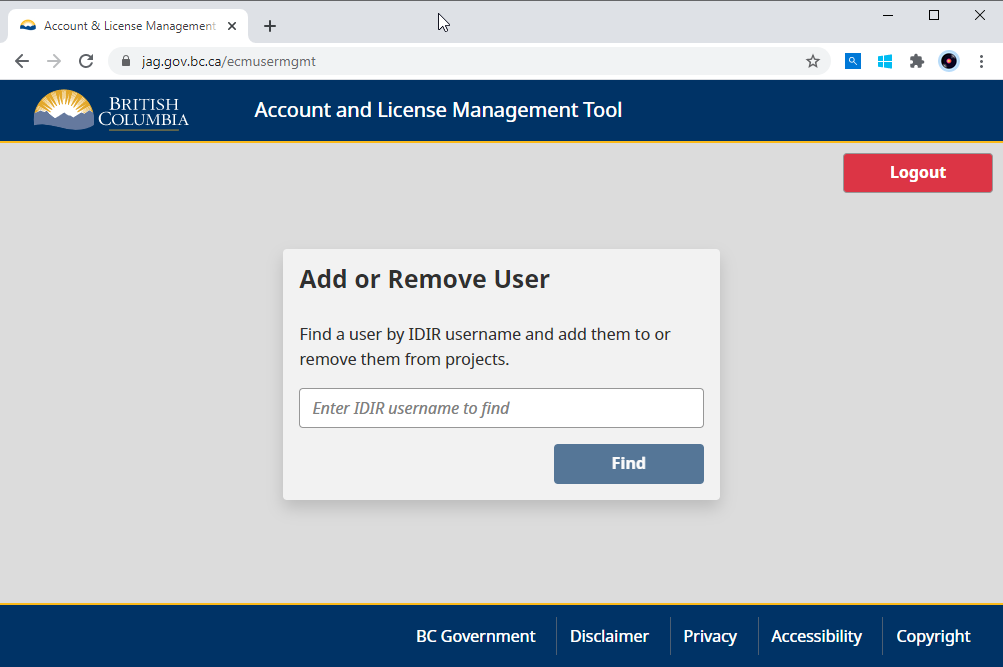 Account & License Management
jag.gov.bc.ca/ecmusermgmt
BRITISH
COLUMBIA
Account and License Management Tool
Logout
Add or Remove User
Find a user by IDIR username and add them to or
remove them from projects.
Enter IDIR username to find
Find
BC Government Disclaimer Privacy Accessibility Copyright